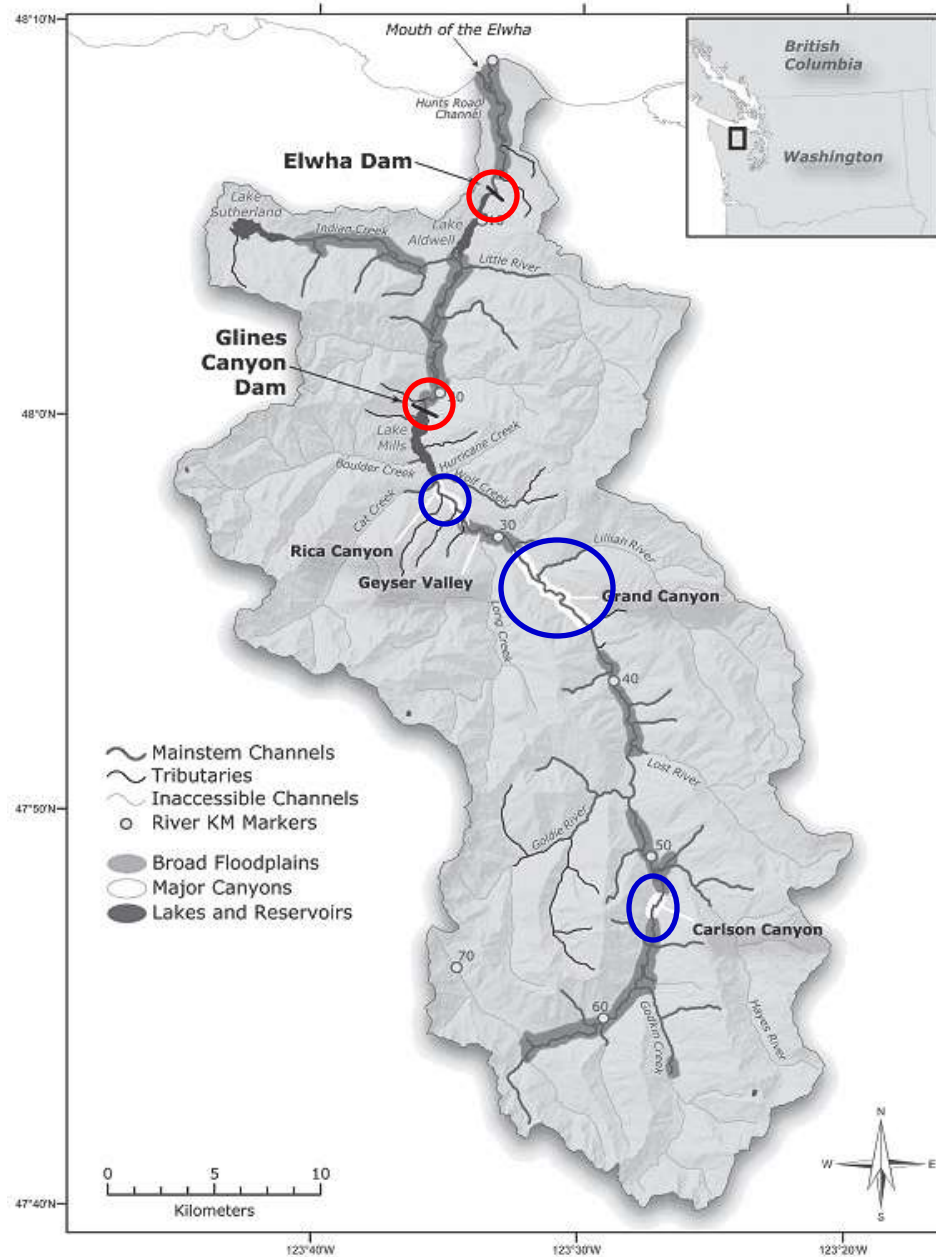 48°10'N
Mouth of the Elwha
British
Columbia
Hunts Road
Channel
Elwha Dam
Washington
Lake
Sutherland
Indian Creek
Lake
Aldwell
Little River
Glines
Canyon
Dam
48°0'N
Lake
Mills
Hurricane Creek
Boulder Creek
Wolf Creek
Cat Creek
30
Lillian River
Rica Canyon
Geyser Valley
Grand Canyon
Long Creek
40
Mainstem Channels
Tributaries
Inaccessible Channels
River KM Markers
Lost River
47°50'N
Goldie River
50
Broad Floodplains
Major Canyons
Lakes and Reservoirs
Carlson Canyon
70
60
Godkin Creek
Hayes River
N
W
E
S
0
5
10
Kilometers
47°40'N
123°40'W
123°30'W
123°20'W